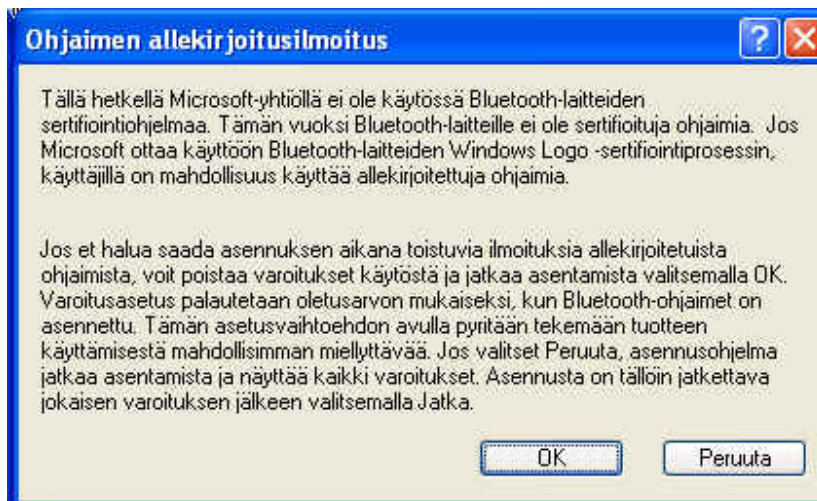 Ohjaimen allekirjoitusilmoitus
Tällä hetkellä Microsoft-yhtiöllä ei ole käytössä Bluetooth-laitteiden
sertifiointiohjelmaa. Tämän vuoksi Bluetooth-laitteille ei ole sertifioituja ohjaimia. Jos
Microsoft ottaa käyttöön Bluetooth-laitteiden Windows Logo -sertifiointiprosessin,
käyttäjillä on mahdollisuus käyttää allekirjoitettuja ohjaimia.
Jos et halua saada asennuksen aikana toistuvia ilmoituksia allekirjoitetuista
ohjaimista, voit poistaa varoitukset käytöstä ja jatkaa asentamista valitsemalla OK.
Varoitusasetus palautetaan oletusarvon mukaiseksi, kun Bluetooth-ohjaimet on
asennettu. Tämän asetusvaihtoehdon avulla pyritään tekemään tuotteen
käyttämisestä mahdollisimman miellyttävää. Jos valitset Peruuta, asennusohjelma
jatkaa asentamista ja näyttää kaikki varoitukset. Asennusta on tällöin jatkettava
jokaisen varoituksen jälkeen valitsemalla Jatka.
OK Peruuta